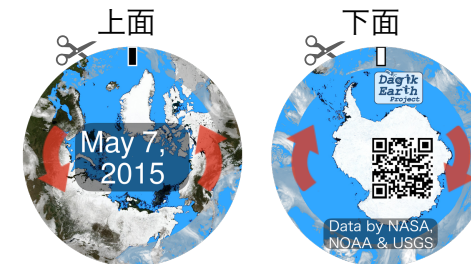 上面
下面
May 7,
2015
Dagik
Earth
Project
Data by NASA,
NOAA & USGS